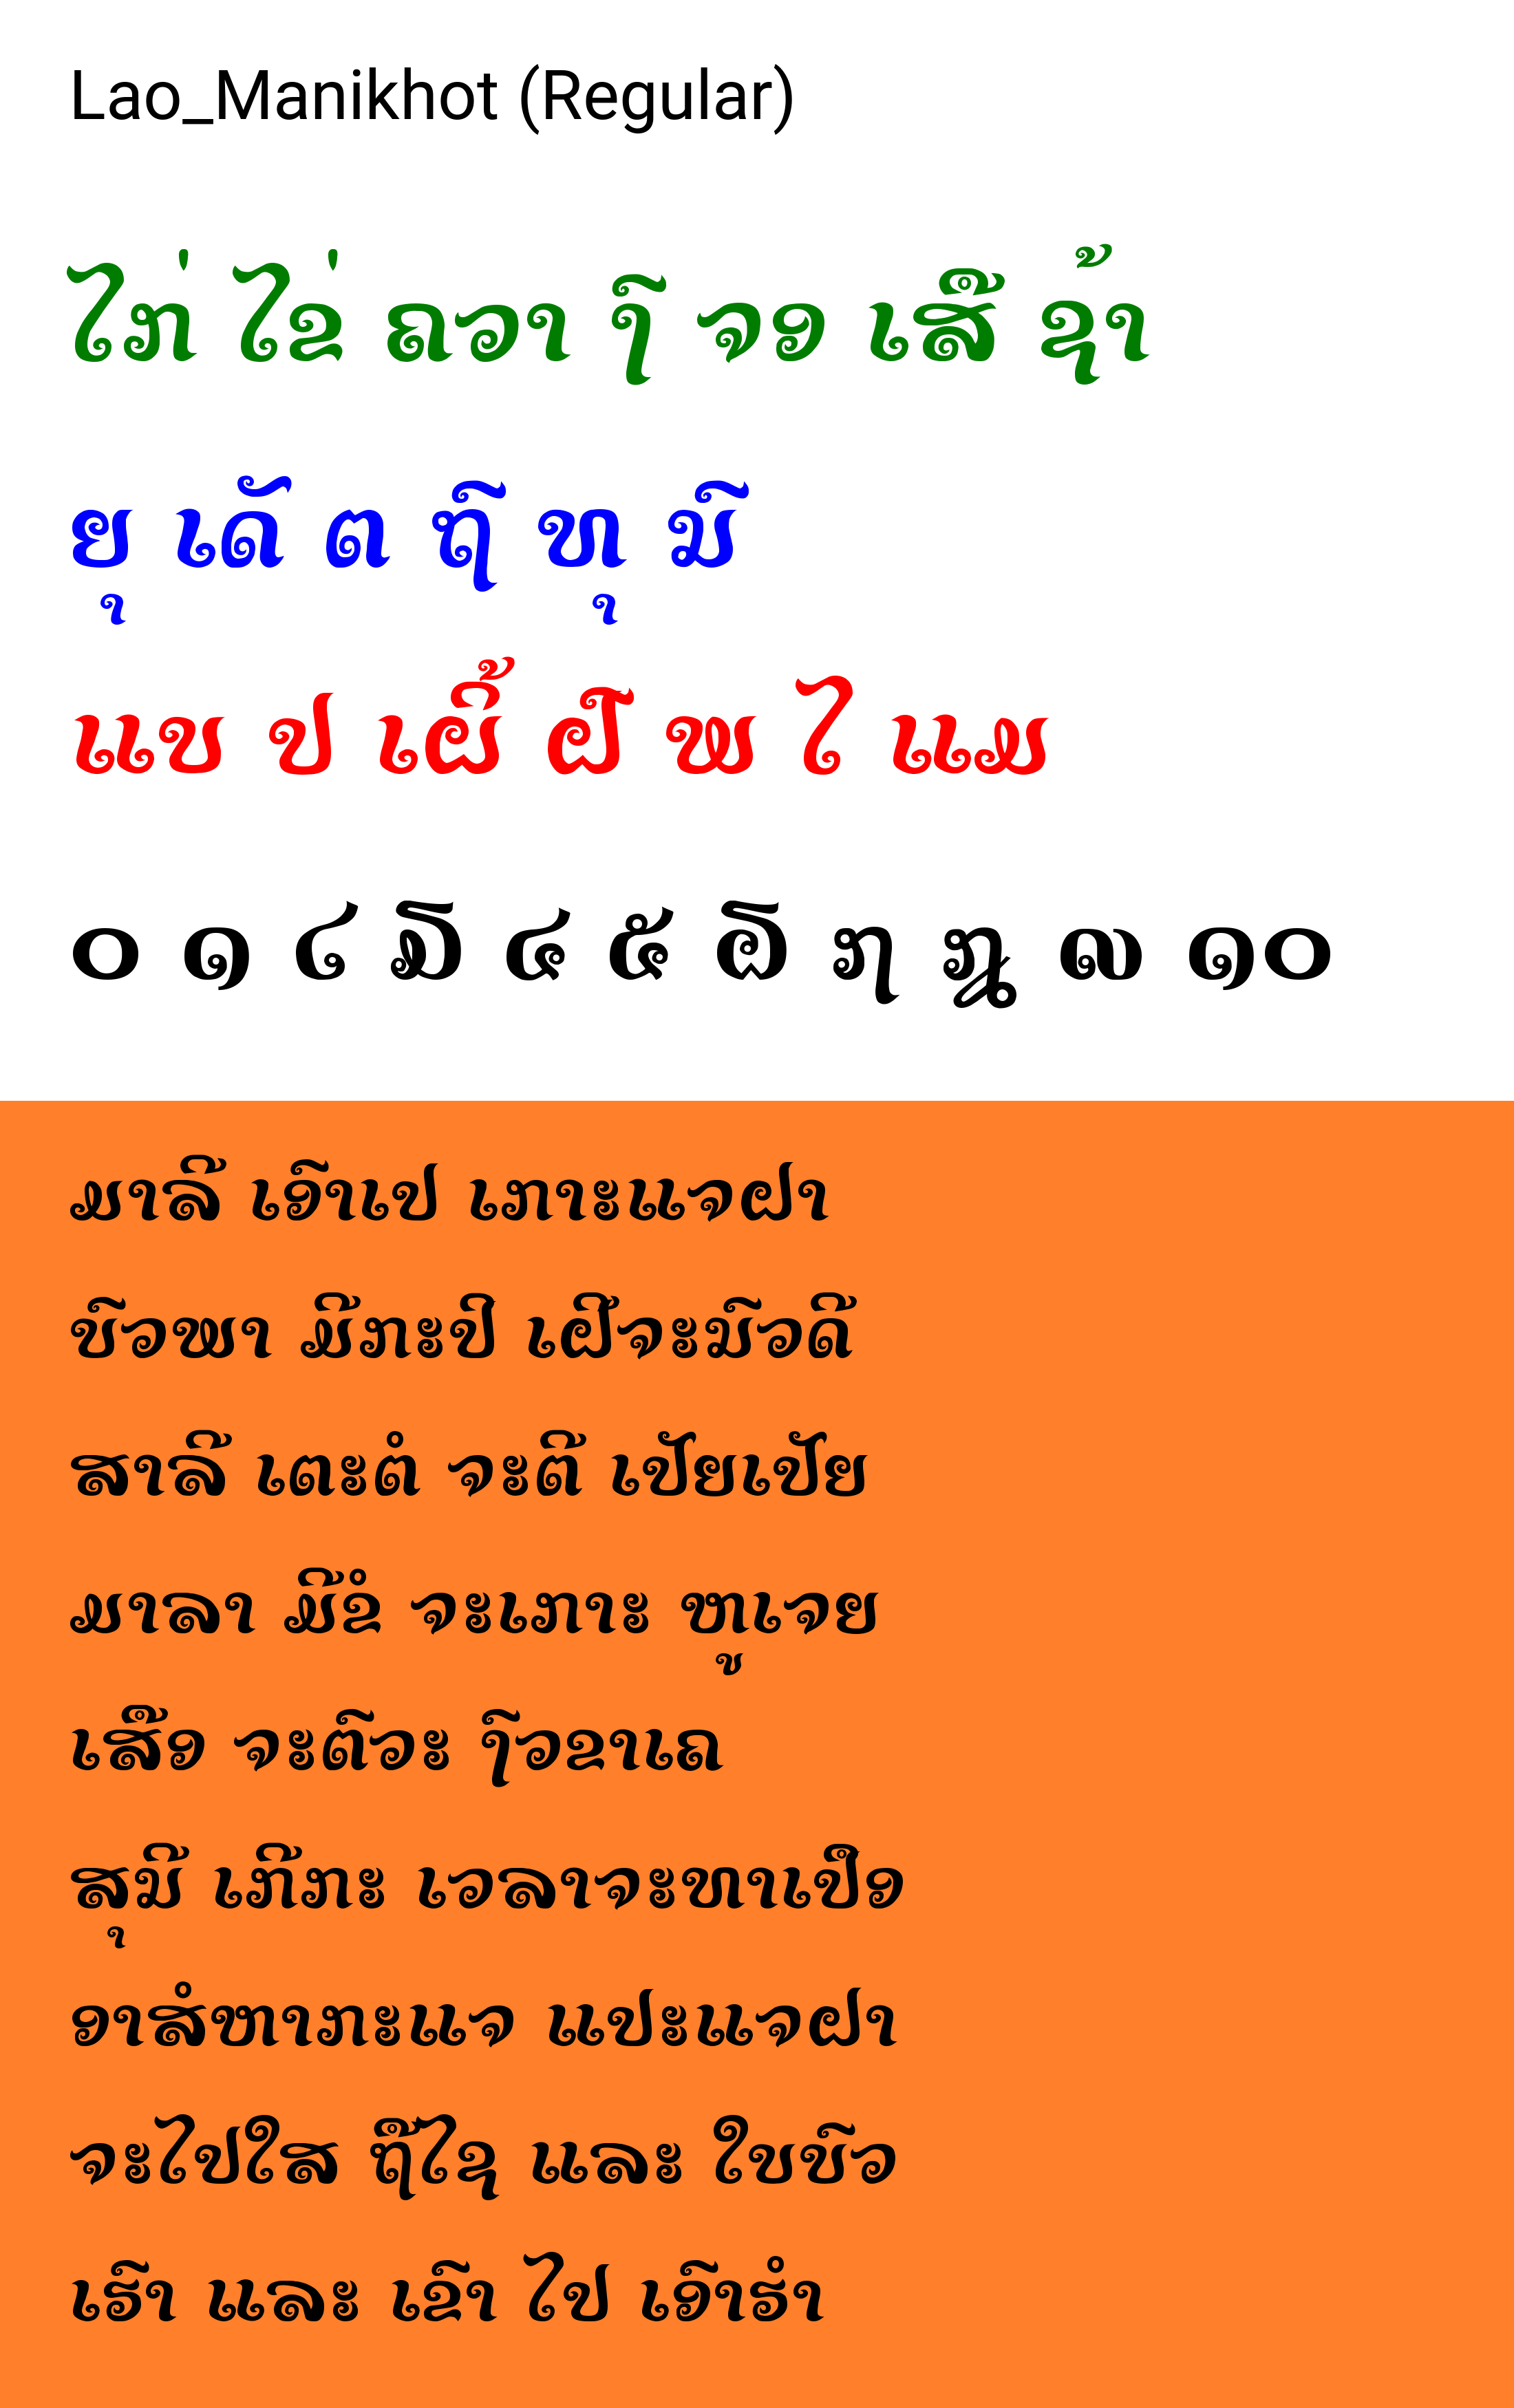 Lao_Manikhot (Regular)
ໄກ່ ໄຂ່ ຄວາ ງົ ຈອ ເສື ຊ້າ
ຍຸ ເດັ ຕ ຖົ ທຸ ນົ
ແບ ປ ເຜິ້ ຝົ ພ ໄ ແມ
໐ ໑ ໒ ໓ ໔ ໕ ໖ ໗ ໘ ໙ ໑໐
ມາລີ ເອົາເປ ເກາະແຈຝາ
ບົວພາ ມີກະປິ ເຝີຈະນົວດີ
ສາລີ ເຕະຕໍ ຈະຕີ ເປັຍເປັຍ
ມາລາ ມີຂໍ ຈະເກາະ ຫູເຈຍ
ເສືອ ຈະຕົວະ ງົວຂາເຄ
ສຸນີ ເກີກະ ເວລາຈະທາເປືອ
ອາສໍຫາກະແຈ ແປະແຈຝາ
ຈະໄປໃສ ຖືໄຊ ແລະ ໃບບົວ
ເຮົາ ແລະ ເຂົາ ໄປ ເອົາຮໍາ